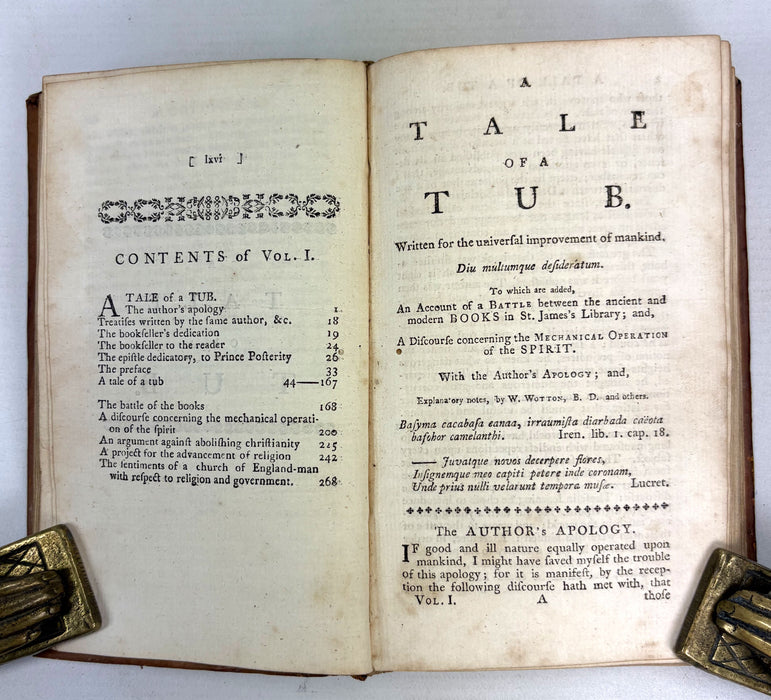 [ lxvi ]
CONTENTS of VOL. I.
A TALE of a TUB.
The author's apology 1
Treatises written by the same author, &c. 18
The bookseller's dedication 19
The bookseller to the reader 24
The epistle dedicatory, to Prince Posterity 26
The preface 33
A tale of a tub 44—167
The battle of the books 168
A discourse concerning the mechanical operati-
on of the spirit 200
An argument against abolishing christianity 225
A project for the advancement of religion 242
The sentiments of a church of England-man
with respect to religion and government. 268
A
TALE
OF A
TUB.
Written for the universal improvement of mankind.
Diu multumque desideratum.
To which are added,
An Account of a BATTLE between the ancient and
modern BOOKS in St. James's Library; and,
A Discourse concerning the MECHANICAL OPERATION
of the SPIRIT.
With the Author's APOLOGY; and,
Explanatory notes, by W. WOTTON, B. D. and others.
Basyma cacabasa eanaa, irraumista diarbada caëota
bafobor camelanthi. Iren. lib. 1. cap. 18.
—— Juvatque novos decerpere flores,
Insignemque meo capiti petere inde coronam,
Unde prius nulli velarunt tempora musæ. Lucret.
The AUTHOR's APOLOGY.
IF good and ill nature equally operated upon
mankind, I might have saved myself the trouble
of this apology; for it is manifest, by the recep-
tion the following discourse hath met with, that
VOL. I. A those